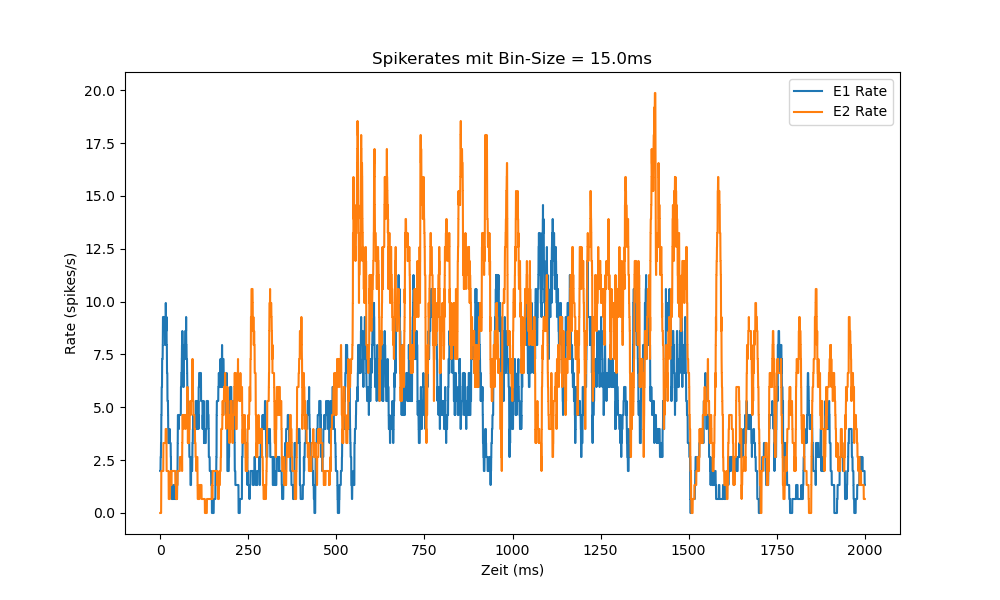 Spikerates mit Bin-Size = 15.0ms
E1 Rate
E2 Rate
20.0
17.5
15.0
12.5
10.0
7.5
5.0
2.5
0.0
Rate (spikes/s)
0 250 500 750 1000 1250 1500 1750 2000
Zeit (ms)